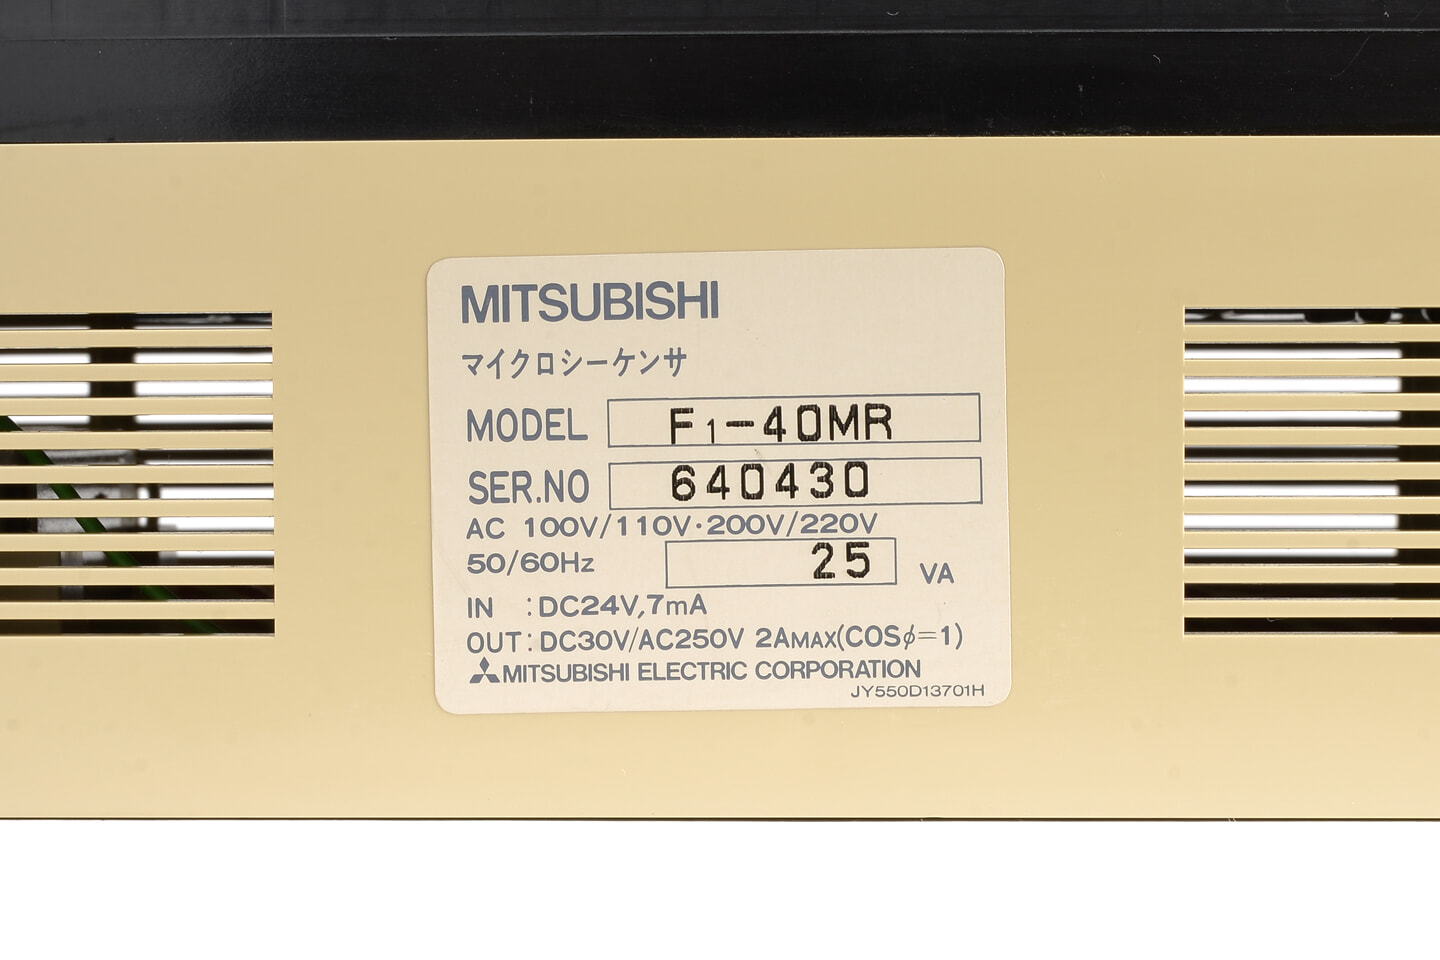 MITSUBISHI
マイクロシーケンサ
MODEL F1-40MR
SER.NO 640430
AC 100V/110V·200V/220V
50/60Hz 25 VA
IN :DC24V,7mA
OUT:DC30V/AC250V 2AMAX(COSφ=1)
MITSUBISHI ELECTRIC CORPORATION
JY550D13701H